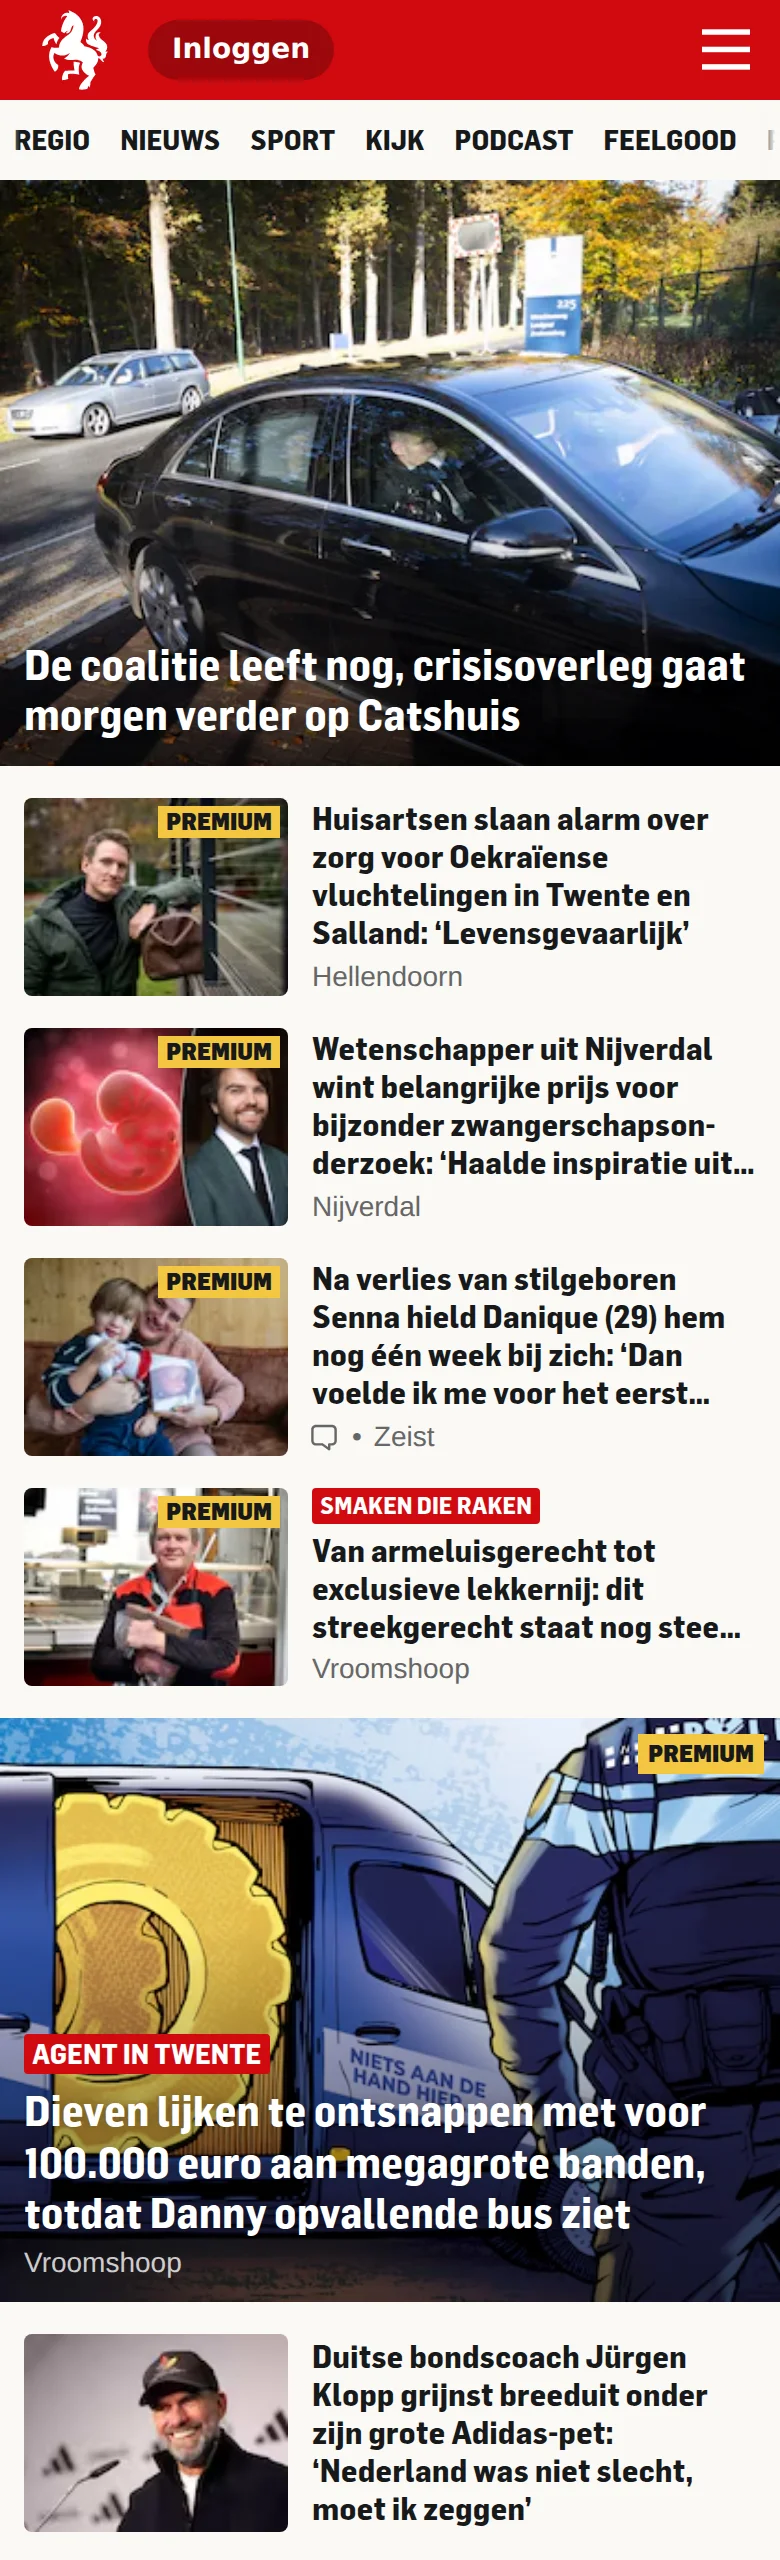 Inloggen
REGIO NIEUWS SPORT KIJK PODCAST FEELGOOD
225
De coalitie leeft nog, crisisoverleg gaat
morgen verder op Catshuis
PREMIUM
Huisartsen slaan alarm over
zorg voor Oekraïense
vluchtelingen in Twente en
Salland: ‘Levensgevaarlijk’
Hellendoorn
PREMIUM
Wetenschapper uit Nijverdal
wint belangrijke prijs voor
bijzonder zwangerschapson-
derzoek: ‘Haalde inspiratie uit...
Nijverdal
PREMIUM
Na verlies van stilgeboren
Senna hield Danique (29) hem
nog één week bij zich: ‘Dan
voelde ik me voor het eerst...
• Zeist
PREMIUM
SMAKEN DIE RAKEN
Van armeluisgerecht tot
exclusieve lekkernij: dit
streekgerecht staat nog stee...
Vroomshoop
PREMIUM
NIETS AAN DE
HAND HIER
AGENT IN TWENTE
Dieven lijken te ontsnappen met voor
100.000 euro aan megagrote banden,
totdat Danny opvallende bus ziet
Vroomshoop
Duitse bondscoach Jürgen
Klopp grijnst breeduit onder
zijn grote Adidas-pet:
‘Nederland was niet slecht,
moet ik zeggen’